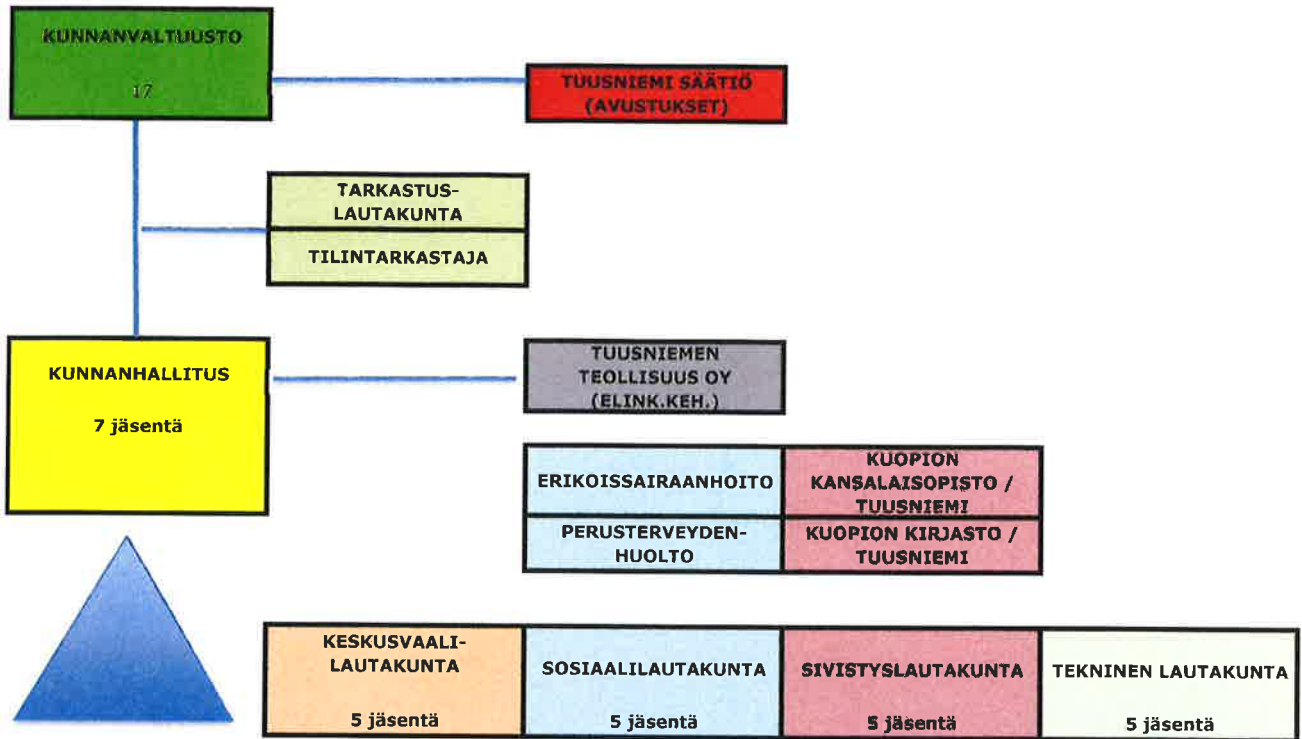 KUNNANVALTUUSTO
17
TUUSNIEMI SÄÄTIÖ
(AVUSTUKSET)
TARKASTUS-
LAUTAKUNTA
TILINTARKASTAJA
KUNNANHALLITUS
7 jäsentä
TUUSNIEMEN
TEOLLISUUS OY
(ELINK.KEH.)
ERIKOISSAIRAANHOITO
KUOPION
KANSALAISOPISTO /
TUUSNIEMI
PERUSTERVEYDEN-
HUOLTO
KUOPION KIRJASTO /
TUUSNIEMI
KESKUSVAALI-
LAUTAKUNTA
5 jäsentä
SOSIAALILAUTAKUNTA
5 jäsentä
SIVISTYSLAUTAKUNTA
5 jäsentä
TEKNINEN LAUTAKUNTA
5 jäsentä